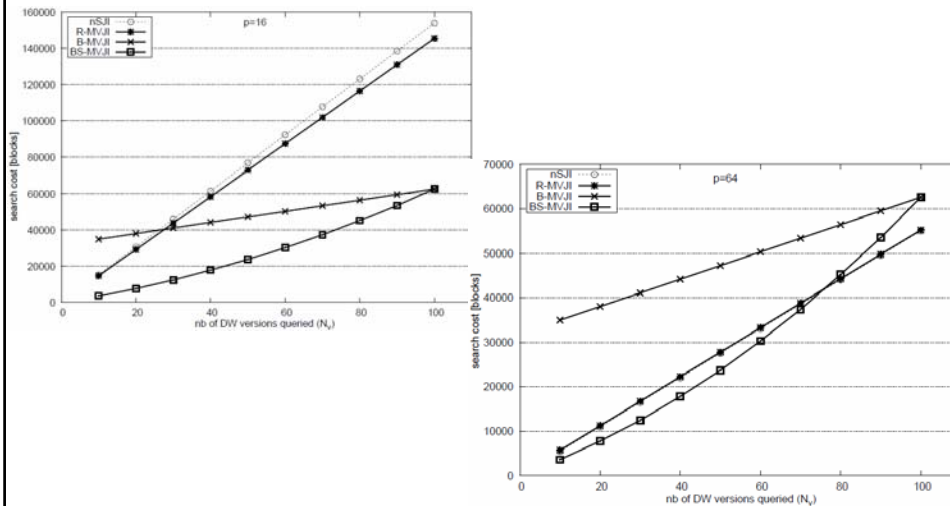 160000
140000
120000
100000
80000
60000
40000
20000
0
nSJI
R-MVJI
B-MVJI
BS-MVJI
p=16
search cost [blocks]
0 20 40 60 80 100
nb of DW versions queried (Nv)
70000
60000
50000
40000
30000
20000
10000
0
nSJI
R-MVJI
B-MVJI
BS-MVJI
p=64
search cost [blocks]
0 20 40 60 80 100
nb of DW versions queried (Nv)